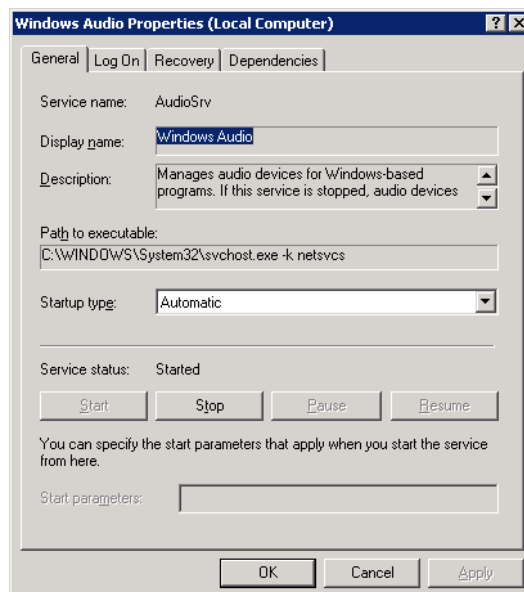 Windows Audio Properties (Local Computer)
General Log On Recovery Dependencies
Service name: AudioSrv
Display name: Windows Audio
Description: Manages audio devices for Windows-based
programs. If this service is stopped, audio devices
Path to executable:
C:\WINDOWS\System32\svchost.exe -k netsvcs
Startup type: Automatic
Service status: Started
Start Stop Pause Resume
You can specify the start parameters that apply when you start the service
from here.
Start parameters:
OK Cancel Apply